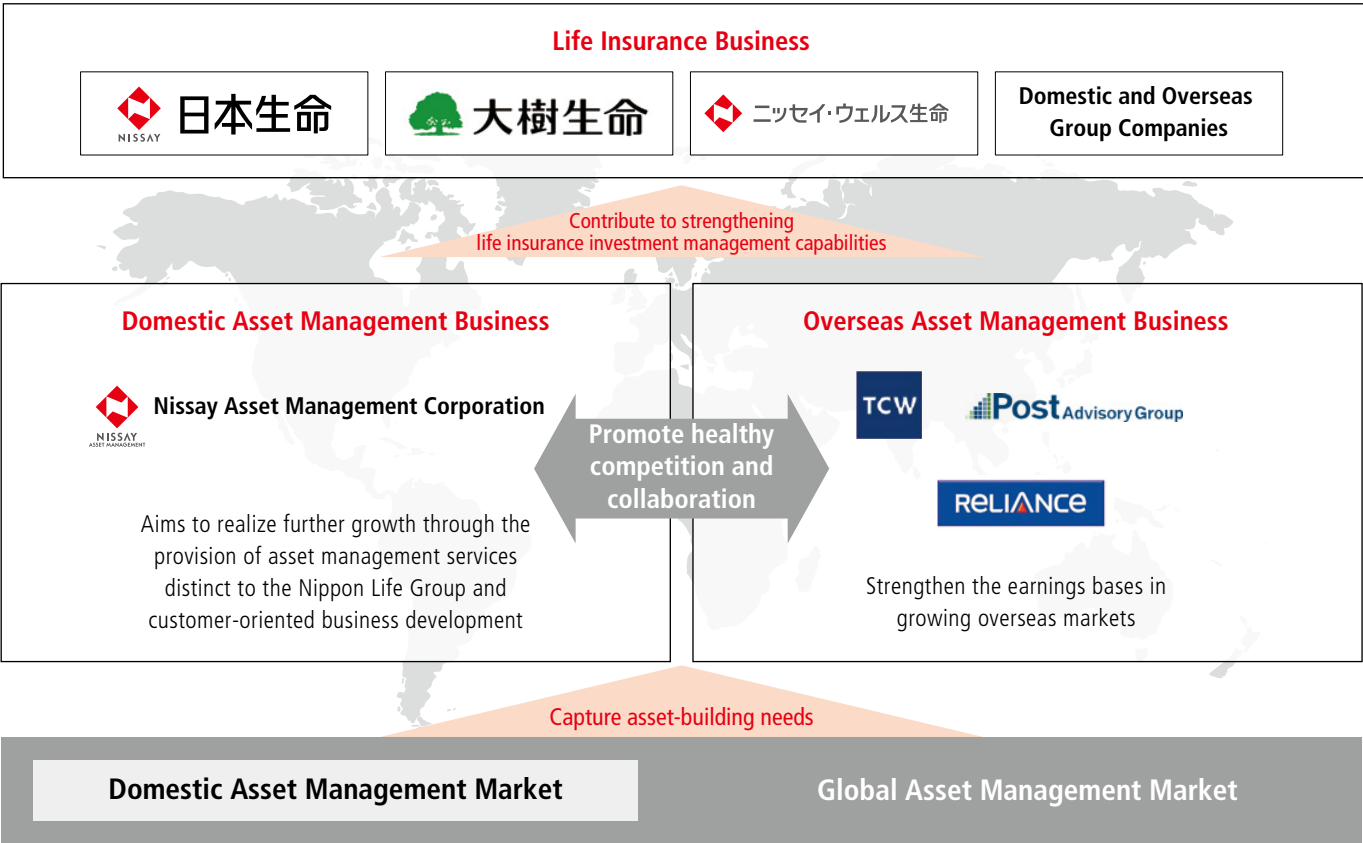 Life Insurance Business
NISSAY
日本生命
大樹生命
ニッセイ・ウェルス生命
Domestic and Overseas
Group Companies
Contribute to strengthening
life insurance investment management capabilities
Domestic Asset Management Business
NISSAY
ASSET MANAGEMENT
Nissay Asset Management Corporation
Aims to realize further growth through the
provision of asset management services
distinct to the Nippon Life Group and
customer-oriented business development
Promote healthy
competition and
collaboration
Overseas Asset Management Business
TCW
Post Advisory Group
RELIANCE
Strengthen the earnings bases in
growing overseas markets
Capture asset-building needs
Domestic Asset Management Market
Global Asset Management Market